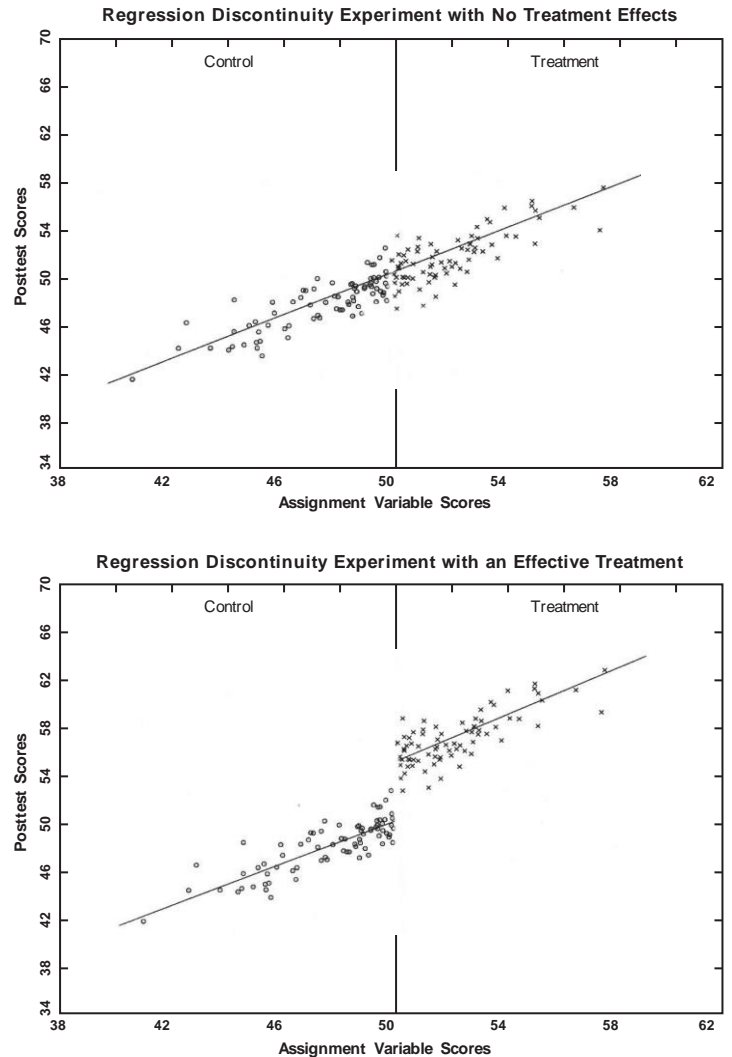 Regression Discontinuity Experiment with No Treatment Effects
70
Control Treatment
66
62
58
54
50
46
42
38
34
Posttest Scores
38 42 46 50 54 58 62
Assignment Variable Scores
Regression Discontinuity Experiment with an Effective Treatment
70
Control Treatment
66
62
58
54
50
46
42
38
34
Posttest Scores
38 42 46 50 54 58 62
Assignment Variable Scores